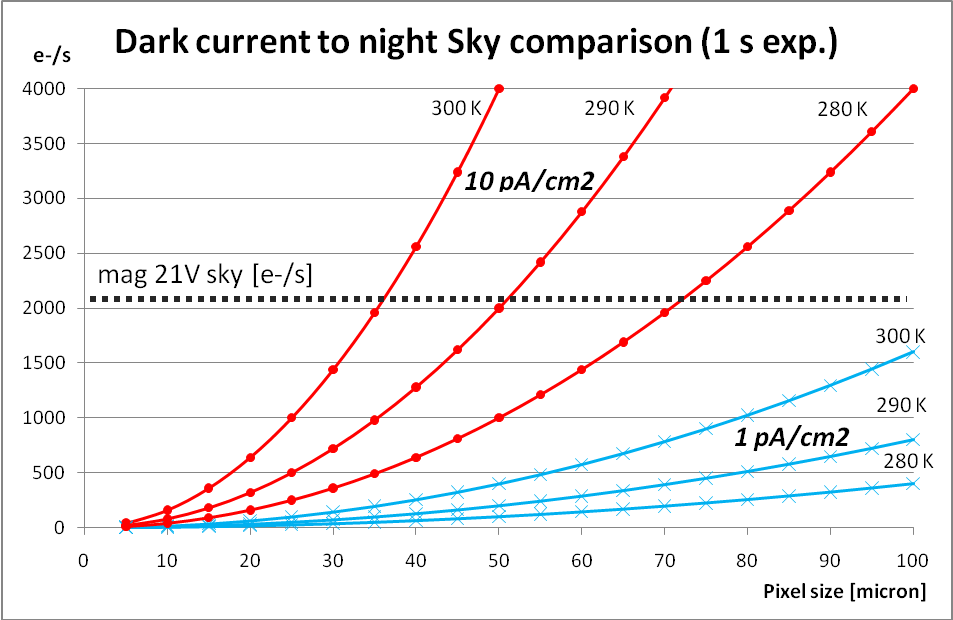 Dark current to night Sky comparison (1 s exp.)
e-/s
4000
3500
3000
2500
2000
1500
1000
500
0
300 K
290 K
280 K
10 pA/cm2
mag 21V sky [e-/s]
300 K
290 K
1 pA/cm2
280 K
0 10 20 30 40 50 60 70 80 90 100
Pixel size [micron]